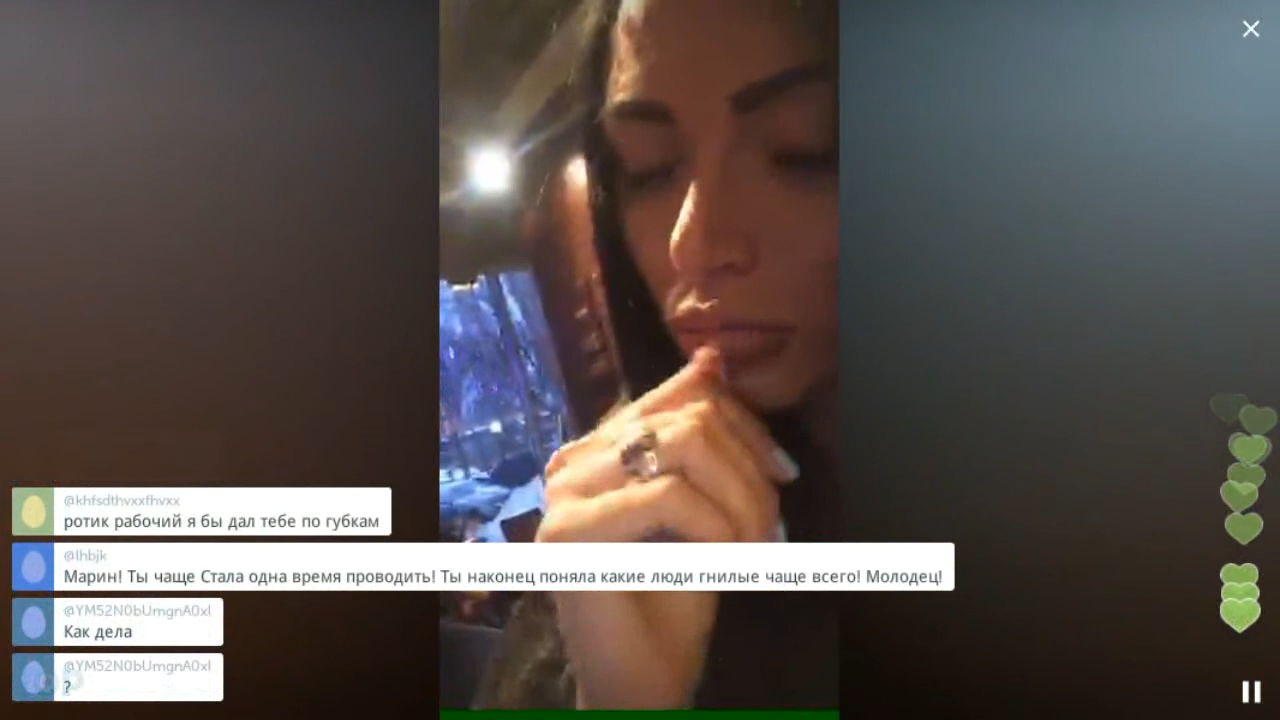 @khfsdthvxxfhvxx
ротик рабочий я бы дал тебе по губкам
@lhbjk
Марин! Ты чаще Стала одна время проводить! Ты наконец поняла какие люди гнилые чаще всего! Молодец!
@YM52N0bUmgnA0xl
Как дела
@YM52N0bUmgnA0xl
?